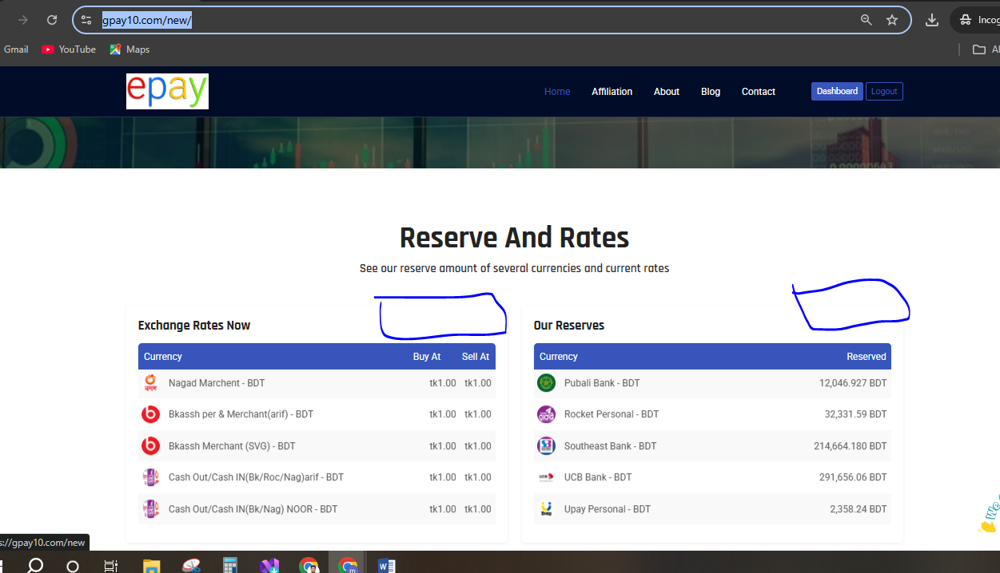 gpay10.com/new/
Incog
Gmail YouTube Maps
epay Home Affiliation About Blog Contact Dashboard Logout
Reserve And Rates
See our reserve amount of several currencies and current rates
Exchange Rates Now
Currency Buy At Sell At
Nagad Marchent - BDT tk1.00 tk1.00
Bkassh per & Merchant(arif) - BDT tk1.00 tk1.00
Bkassh Merchant (SVG) - BDT tk1.00 tk1.00
Cash Out/Cash IN(Bk/Roc/Nag)arif - BDT tk1.00 tk1.00
Cash Out/Cash IN(Bk/Nag) NOOR - BDT tk1.00 tk1.00
Our Reserves
Currency Reserved
Pubali Bank - BDT 12,046.927 BDT
Rocket Personal - BDT 32,331.59 BDT
Southeast Bank - BDT 214,664.180 BDT
UCB Bank - BDT 291,656.06 BDT
Upay Personal - BDT 2,358.24 BDT
We
s://gpay10.com/new